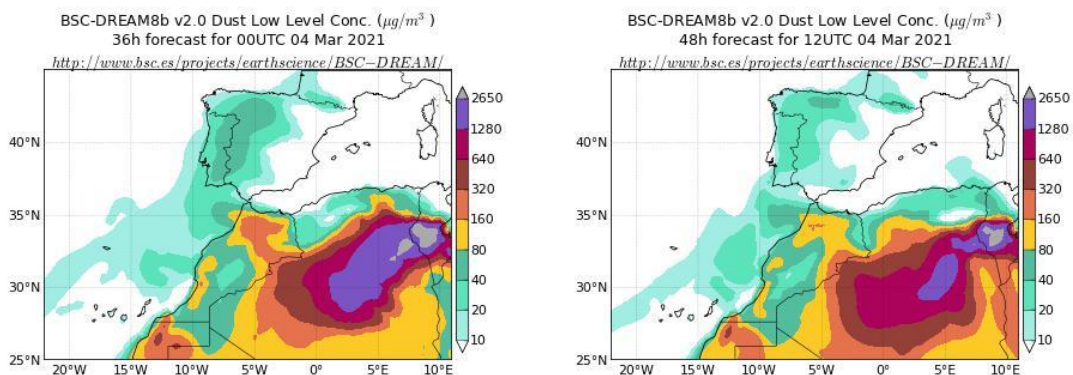 BSC-DREAM8b v2.0 Dust Low Level Conc. (μg/m³ )
36h forecast for 00UTC 04 Mar 2021
http://www.bsc.es/projects/earthscience/BSC−DREAM/
40°N
35°N
30°N
25°N
20°W
15°W
10°W
5°W
0°E
5°E
10°E
2650
1280
640
320
160
80
40
20
10
BSC-DREAM8b v2.0 Dust Low Level Conc. (μg/m³ )
48h forecast for 12UTC 04 Mar 2021
http://www.bsc.es/projects/earthscience/BSC−DREAM/
40°N
35°N
30°N
25°N
20°W
15°W
10°W
5°W
0°E
5°E
10°E
2650
1280
640
320
160
80
40
20
10